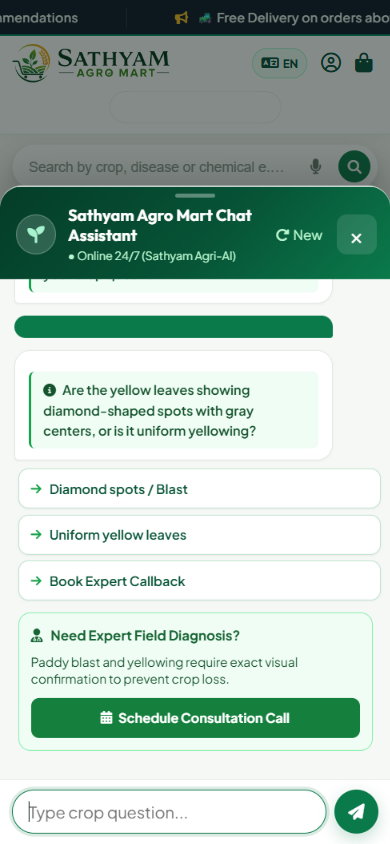 mmendations
Free Delivery on orders abo
SATHYAM
AGRO MART
EN
Search by crop, disease or chemical e....
Sathyam Agro Mart Chat
Assistant
New
● Online 24/7 (Sathyam Agri-AI)
Are the yellow leaves showing
diamond-shaped spots with gray
centers, or is it uniform yellowing?
→ Diamond spots / Blast
→ Uniform yellow leaves
→ Book Expert Callback
Need Expert Field Diagnosis?
Paddy blast and yellowing require exact visual
confirmation to prevent crop loss.
Schedule Consultation Call
Type crop question...